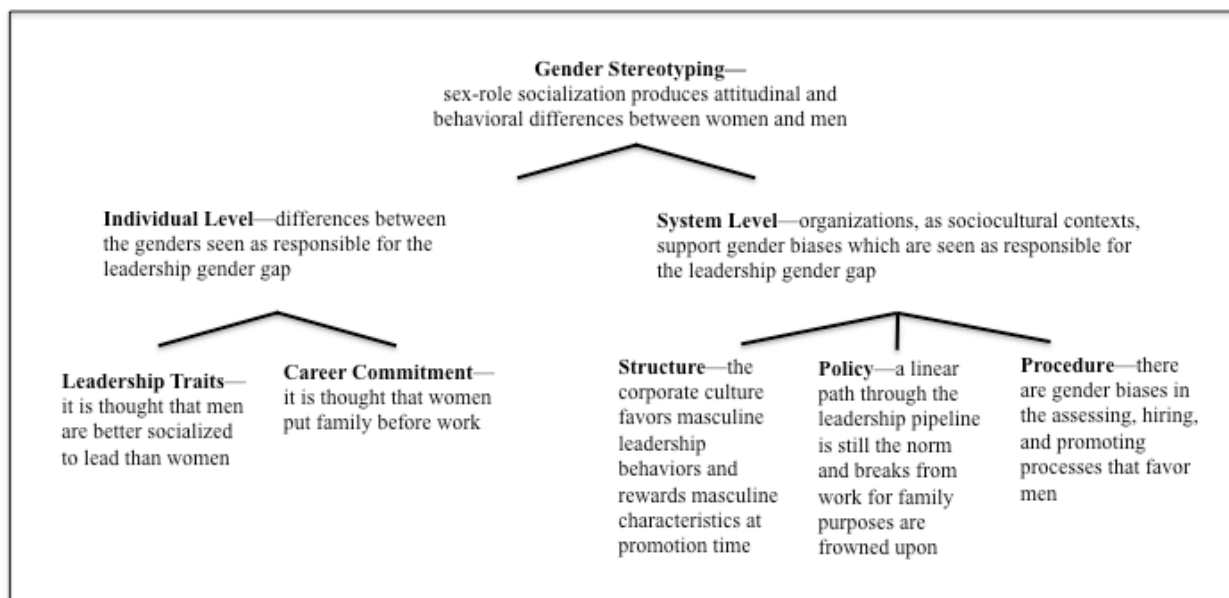 Gender Stereotyping—
sex-role socialization produces attitudinal and
behavioral differences between women and men
Individual Level—differences between
the genders seen as responsible for the
leadership gender gap
System Level—organizations, as sociocultural contexts,
support gender biases which are seen as responsible for
the leadership gender gap
Leadership Traits—
it is thought that men
are better socialized
to lead than women
Career Commitment—
it is thought that women
put family before work
Structure—the
corporate culture
favors masculine
leadership
behaviors and
rewards masculine
characteristics at
promotion time
Policy—a linear
path through the
leadership pipeline
is still the norm
and breaks from
work for family
purposes are
frowned upon
Procedure—there
are gender biases in
the assessing, hiring,
and promoting
processes that favor
men